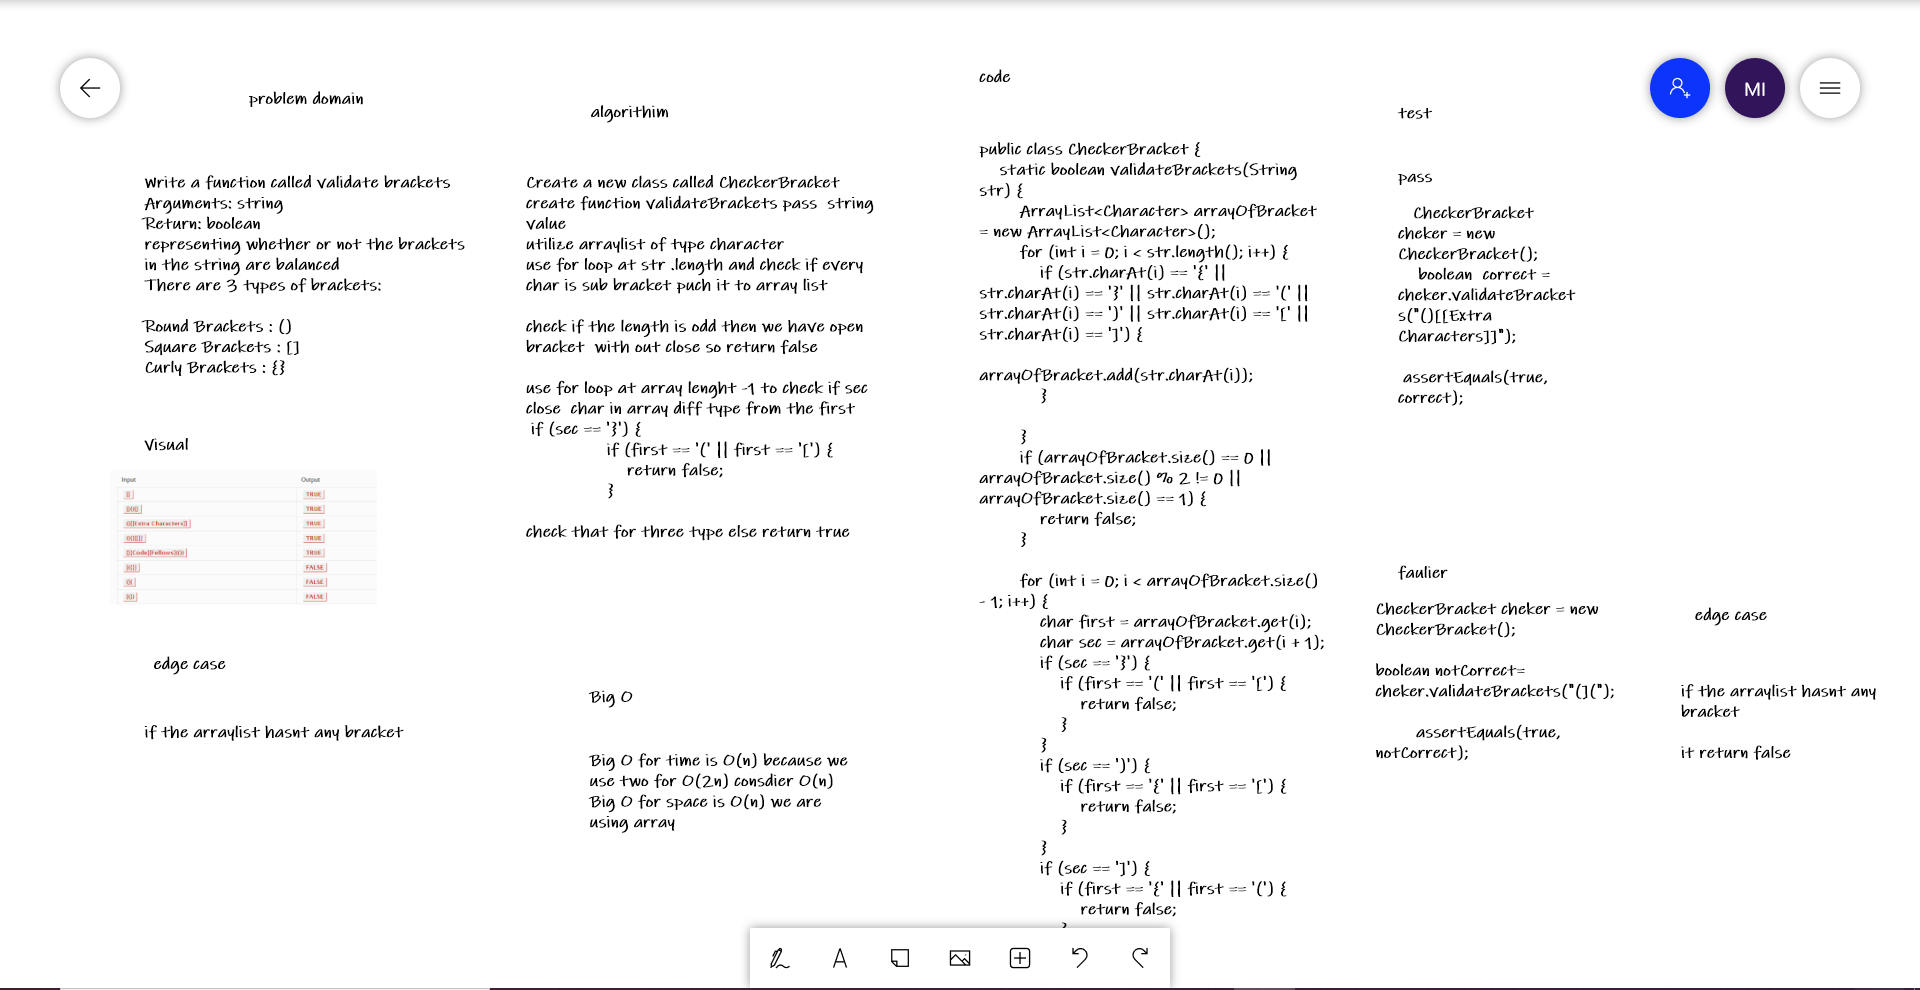 problem domain
Write a function called validate brackets
Arguments: string
Return: boolean
representing whether or not the brackets
in the string are balanced
There are 3 types of brackets:
Round Brackets : ()
Square Brackets : []
Curly Brackets : {}
Visual
Input Output
TRUE
TRUE
TRUE
TRUE
TRUE
FALSE
FALSE
FALSE
edge case
if the arraylist hasnt any bracket
algorithim
Create a new class called CheckerBracket
create function validateBrackets pass string
value
utilize arraylist of type character
use for loop at str .length and check if every
char is sub bracket puch it to array list
check if the length is odd then we have open
bracket with out close so return false
use for loop at array lenght -1 to check if sec
close char in array diff type from the first
if (sec == '}') {
if (first == '(' || first == '[') {
return false;
}
check that for three type else return true
Big O
Big O for time is O(n) because we
use two for O(2n) consdier O(n)
Big O for space is O(n) we are
using array
code
public class CheckerBracket {
static boolean validateBrackets(String
str) {
ArrayList<Character> arrayOfBracket
= new ArrayList<Character>();
for (int i = 0; i < str.length(); i++) {
if (str.charAt(i) == '{' ||
str.charAt(i) == '}' || str.charAt(i) == '(' ||
str.charAt(i) == ')' || str.charAt(i) == '[' ||
str.charAt(i) == ']') {
arrayOfBracket.add(str.charAt(i));
}
}
if (arrayOfBracket.size() == 0 ||
arrayOfBracket.size() % 2 != 0 ||
arrayOfBracket.size() == 1) {
return false;
}
for (int i = 0; i < arrayOfBracket.size()
- 1; i++) {
char first = arrayOfBracket.get(i);
char sec = arrayOfBracket.get(i + 1);
if (sec == '}') {
if (first == '(' || first == '[') {
return false;
}
}
if (sec == ')') {
if (first == '{' || first == '[') {
return false;
}
}
if (sec == ']') {
if (first == '{' || first == '(') {
return false;
}
test
pass
CheckerBracket
cheker = new
CheckerBracket();
boolean correct =
cheker.validateBracket
s("()[[Extra
Characters]]");
assertEquals(true,
correct);
faulier
CheckerBracket cheker = new
CheckerBracket();
boolean notCorrect=
cheker.validateBrackets("(](");
assertEquals(true,
notCorrect);
edge case
if the arraylist hasnt any
bracket
it return false
MI